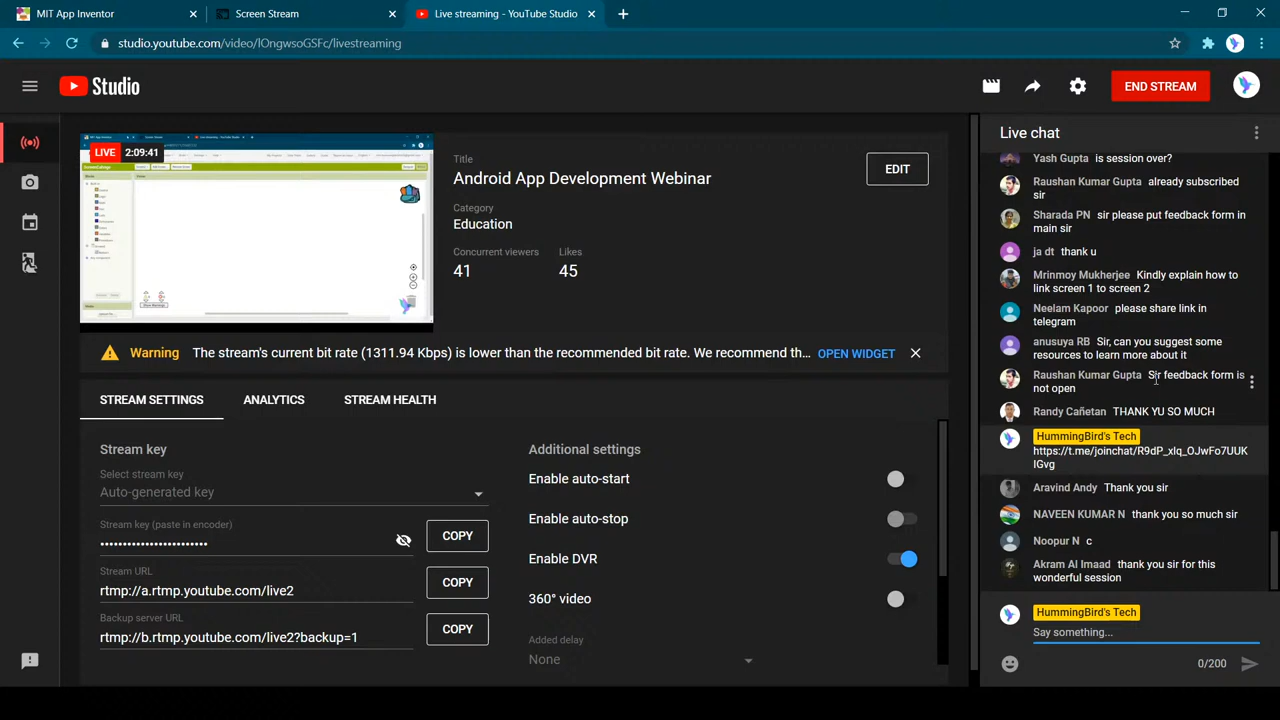 MIT App Inventor
Screen Stream
Live streaming - YouTube Studio
studio.youtube.com/video/lOngwsoGSFc/livestreaming
Studio
END STREAM
LIVE 2:09:41
Title
Android App Development Webinar
EDIT
Category
Education
Concurrent viewers
Likes
41
45
Warning The stream's current bit rate (1311.94 Kbps) is lower than the recommended bit rate. We recommend th... OPEN WIDGET
STREAM SETTINGS
ANALYTICS
STREAM HEALTH
Stream key
Select stream key
Auto-generated key
Stream key (paste in encoder)
••••••••••••••••••••••••
COPY
Stream URL
rtmp://a.rtmp.youtube.com/live2
COPY
Backup server URL
rtmp://b.rtmp.youtube.com/live2?backup=1
COPY
Additional settings
Enable auto-start
Enable auto-stop
Enable DVR
360° video
Added delay
None
Live chat
Yash Gupta is session over?
Raushan Kumar Gupta already subscribed
sir
Sharada PN sir please put feedback form in
main sir
ja dt thank u
Mrinmoy Mukherjee Kindly explain how to
link screen 1 to screen 2
Neelam Kapoor please share link in
telegram
anusuya RB Sir, can you suggest some
resources to learn more about it
Raushan Kumar Gupta Sir feedback form is
not open
Randy Cañetan THANK YU SO MUCH
HummingBird's Tech
https://t.me/joinchat/R9dP_xlq_OJwFo7UUK
IGvg
Aravind Andy Thank you sir
NAVEEN KUMAR N thank you so much sir
Noopur N c
Akram Al Imaad thank you sir for this
wonderful session
HummingBird's Tech
Say something...
0/200